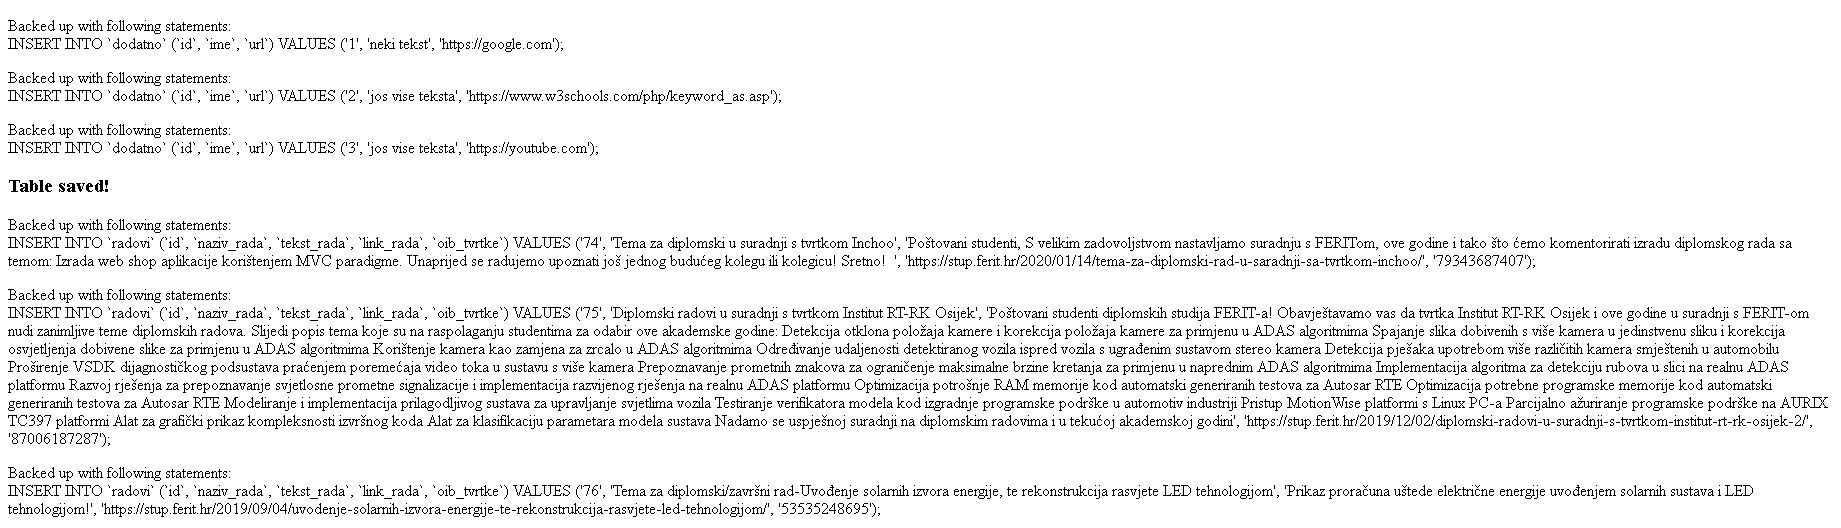 Backed up with following statements:
INSERT INTO `dodatno` (`id`, `ime`, `url`) VALUES ('1', 'neki tekst', 'https://google.com');
Backed up with following statements:
INSERT INTO `dodatno` (`id`, `ime`, `url`) VALUES ('2', 'jos vise teksta', 'https://www.w3schools.com/php/keyword_as.asp');
Backed up with following statements:
INSERT INTO `dodatno` (`id`, `ime`, `url`) VALUES ('3', 'jos vise teksta', 'https://youtube.com');
Table saved!
Backed up with following statements:
INSERT INTO `radovi` (`id`, `naziv_rada`, `tekst_rada`, `link_rada`, `oib_tvrtke`) VALUES ('74', 'Tema za diplomski u suradnji s tvrtkom Inchoo', 'Poštovani studenti, S velikim zadovoljstvom nastavljamo suradnju s FERITom, ove godine i tako što ćemo komentorirati izradu diplomskog rada sa
temom: Izrada web shop aplikacije korištenjem MVC paradigme. Unaprijed se radujemo upoznati još jednog budućeg kolegu ili kolegicu! Sretno!  ', 'https://stup.ferit.hr/2020/01/14/tema-za-diplomski-rad-u-saradnji-sa-tvrtkom-inchoo/', '79343687407');
Backed up with following statements:
INSERT INTO `radovi` (`id`, `naziv_rada`, `tekst_rada`, `link_rada`, `oib_tvrtke`) VALUES ('75', 'Diplomski radovi u suradnji s tvrtkom Institut RT-RK Osijek', 'Poštovani studenti diplomskih studija FERIT-a! Obavještavamo vas da tvrtka Institut RT-RK Osijek i ove godine u suradnji s FERIT-om
nudi zanimljive teme diplomskih radova. Slijedi popis tema koje su na raspolaganju studentima za odabir ove akademske godine: Detekcija otklona položaja kamere i korekcija položaja kamere za primjenu u ADAS algoritmima Spajanje slika dobivenih s više kamera u jedinstvenu sliku i korekcija
osvjetljenja dobivene slike za primjenu u ADAS algoritmima Korištenje kamera kao zamjena za zrcalo u ADAS algoritmima Određivanje udaljenosti detektiranog vozila ispred vozila s ugrađenim sustavom stereo kamera Detekcija pješaka upotrebom više različitih kamera smještenih u automobilu
Proširenje VSDK dijagnostičkog podsustava praćenjem poremećaja video toka u sustavu s više kamera Prepoznavanje prometnih znakova za ograničenje maksimalne brzine kretanja za primjenu u naprednim ADAS algoritmima Implementacija algoritma za detekciju rubova u slici na realnu ADAS
platformu Razvoj rješenja za prepoznavanje svjetlosne prometne signalizacije i implementacija razvijenog rješenja na realnu ADAS platformu Optimizacija potrošnje RAM memorije kod automatski generiranih testova za Autosar RTE Optimizacija potrebne programske memorije kod automatski
generiranih testova za Autosar RTE Modeliranje i implementacija prilagodljivog sustava za upravljanje svjetlima vozila Testiranje verifikatora modela kod izgradnje programske podrške u automotiv industriji Pristup MotionWise platformi s Linux PC-a Parcijalno ažuriranje programske podrške na AURIX
TC397 platformi Alat za grafički prikaz kompleksnosti izvršnog koda Alat za klasifikaciju parametara modela sustava Nadamo se uspješnoj suradnji na diplomskim radovima i u tekućoj akademskoj godini', 'https://stup.ferit.hr/2019/12/02/diplomski-radovi-u-suradnji-s-tvrtkom-institut-rt-rk-osijek-2/',
'87006187287');
Backed up with following statements:
INSERT INTO `radovi` (`id`, `naziv_rada`, `tekst_rada`, `link_rada`, `oib_tvrtke`) VALUES ('76', 'Tema za diplomski/završni rad-Uvođenje solarnih izvora energije, te rekonstrukcija rasvjete LED tehnologijom', 'Prikaz proračuna uštede električne energije uvođenjem solarnih sustava i LED
tehnologijom!', 'https://stup.ferit.hr/2019/09/04/uvodenje-solarnih-izvora-energije-te-rekonstrukcija-rasvjete-led-tehnologijom/', '53535248695');